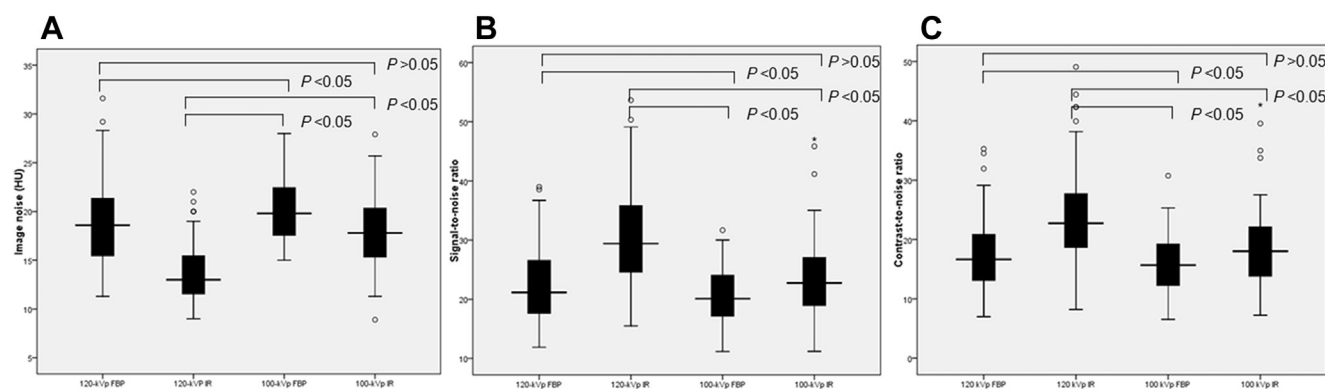 A
Image noise (HU)
35
30
25
20
15
10
5
P >0.05
P <0.05
P <0.05
P <0.05
120-kVp FBP 120-kVp IR 100-kVp FBP 100-kVp IR
B
Signal-to-noise ratio
60
50
40
30
20
10
P >0.05
P <0.05
P <0.05
P <0.05
120 kVp FBP 120 kVp IR 100 kVp FBP 100 kVp IR
C
Contrast-to-noise ratio
50
40
30
20
10
0
P >0.05
P <0.05
P <0.05
P <0.05
120 kVp FBP 120 kVp IR 100 kVp FBP 100 kVp IR